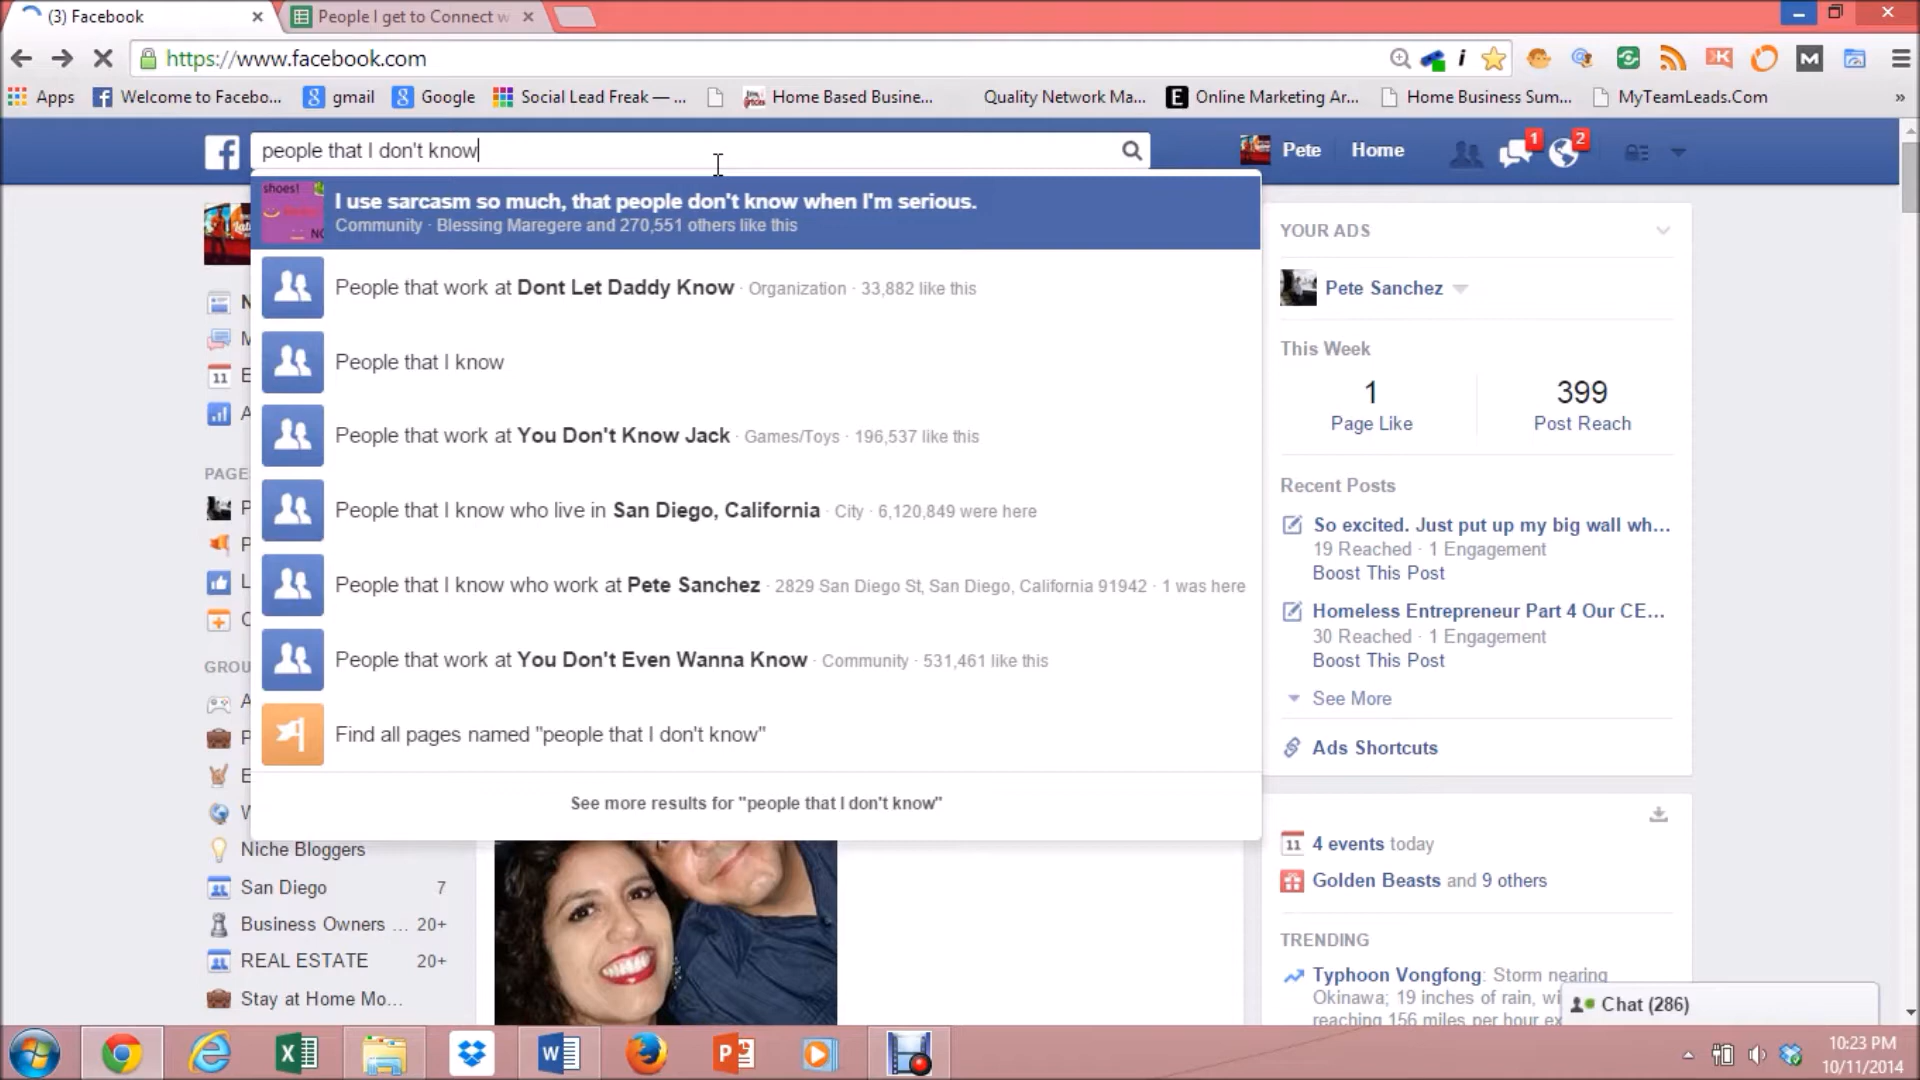 (3) Facebook
People I get to Connect w
https://www.facebook.com
Apps
Welcome to Facebo...
gmail
Google
Social Lead Freak — ...
Home Based Busine...
Quality Network Ma...
Online Marketing Ar...
Home Business Sum...
MyTeamLeads.Com
»
people that I don't know
Pete
Home
1
2
shoes!
NO
I use sarcasm so much, that people don't know when I'm serious.
Community · Blessing Maregere and 270,551 others like this
People that work at Dont Let Daddy Know · Organization · 33,882 like this
People that I know
People that work at You Don't Know Jack · Games/Toys · 196,537 like this
People that I know who live in San Diego, California · City · 6,120,849 were here
People that I know who work at Pete Sanchez · 2829 San Diego St, San Diego, California 91942 · 1 was here
People that work at You Don't Even Wanna Know · Community · 531,461 like this
Find all pages named "people that I don't know"
See more results for "people that I don't know"
N
M
11 E
A
PAGE
P
P
L
C
GROU
A
P
E
W
Niche Bloggers
San Diego 7
Business Owners ... 20+
REAL ESTATE 20+
Stay at Home Mo...
YOUR ADS
Pete Sanchez
This Week
1
Page Like
399
Post Reach
Recent Posts
So excited. Just put up my big wall wh...
19 Reached · 1 Engagement
Boost This Post
Homeless Entrepreneur Part 4 Our CE...
30 Reached · 1 Engagement
Boost This Post
See More
Ads Shortcuts
11 4 events today
Golden Beasts and 9 others
TRENDING
Typhoon Vongfong: Storm nearing
Okinawa; 19 inches of rain, wi
reaching 156 miles per hour ex
Chat (286)
10:23 PM
10/11/2014